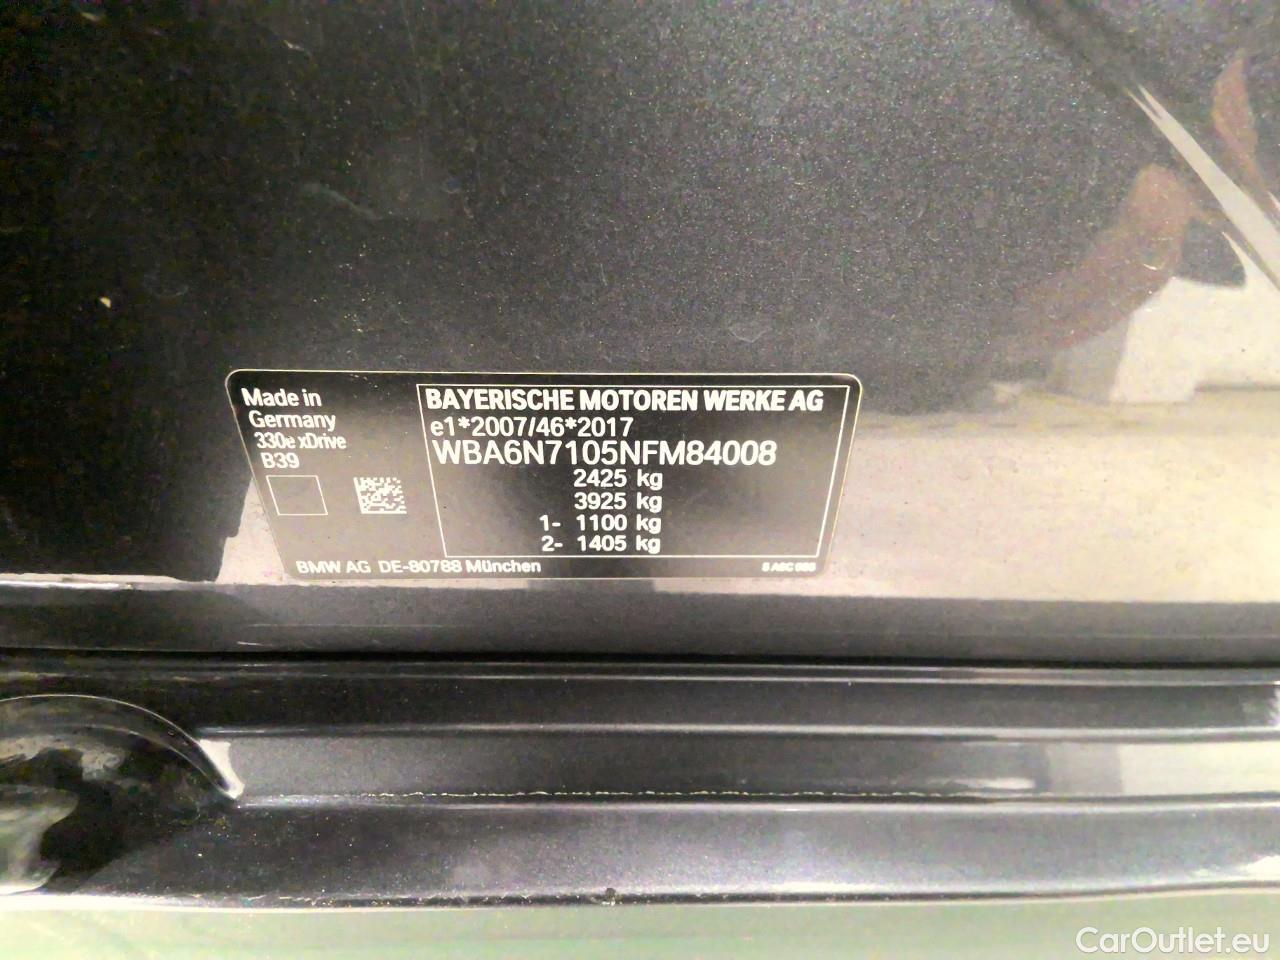 Made in
Germany
330e xDrive
B39
BAYERISCHE MOTOREN WERKE AG
e1*2007/46*2017
WBA6N7105NFM84008
2425 kg
3925 kg
1- 1100 kg
2- 1405 kg
BMW AG DE-80788 München
CarOutlet.eu